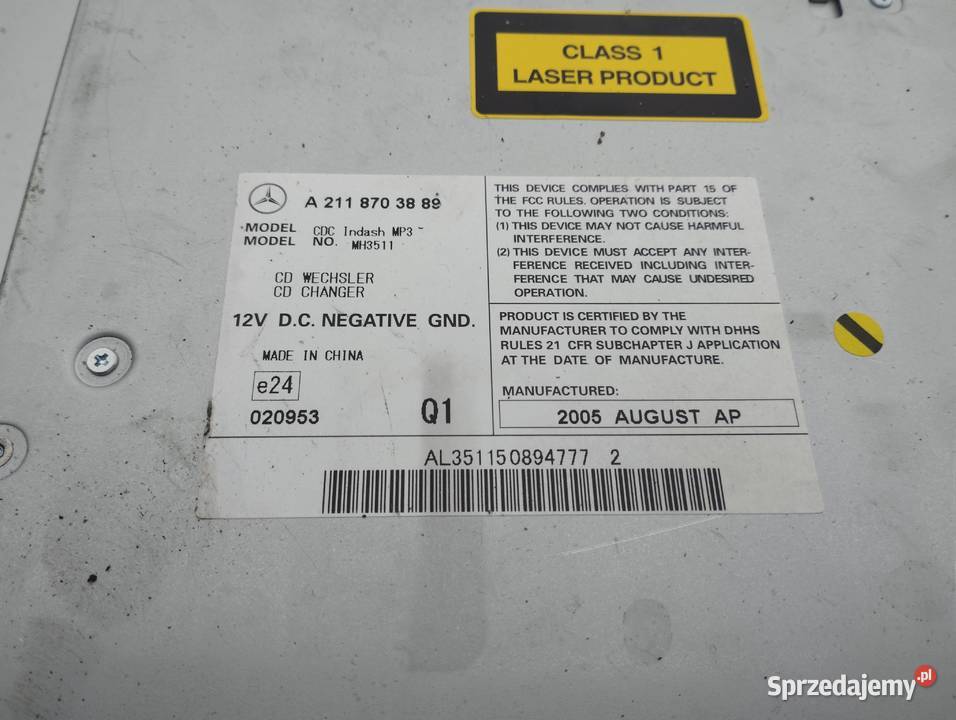 CLASS 1
LASER PRODUCT
A 211 870 38 89
MODEL CDC Indash MP3
MODEL NO. MH3511
CD WECHSLER
CD CHANGER
12V D.C. NEGATIVE GND.
MADE IN CHINA
e24
020953 Q1
THIS DEVICE COMPLIES WITH PART 15 OF
THE FCC RULES. OPERATION IS SUBJECT
TO THE FOLLOWING TWO CONDITIONS:
(1) THIS DEVICE MAY NOT CAUSE HARMFUL
INTERFERENCE.
(2) THIS DEVICE MUST ACCEPT ANY INTER-
FERENCE RECEIVED INCLUDING INTER-
FERENCE THAT MAY CAUSE UNDESIRED
OPERATION.
PRODUCT IS CERTIFIED BY THE
MANUFACTURER TO COMPLY WITH DHHS
RULES 21 CFR SUBCHAPTER J APPLICATION
AT THE DATE OF MANUFACTURE.
MANUFACTURED:
2005 AUGUST AP
AL351150894777 2
Sprzedajemy.pl